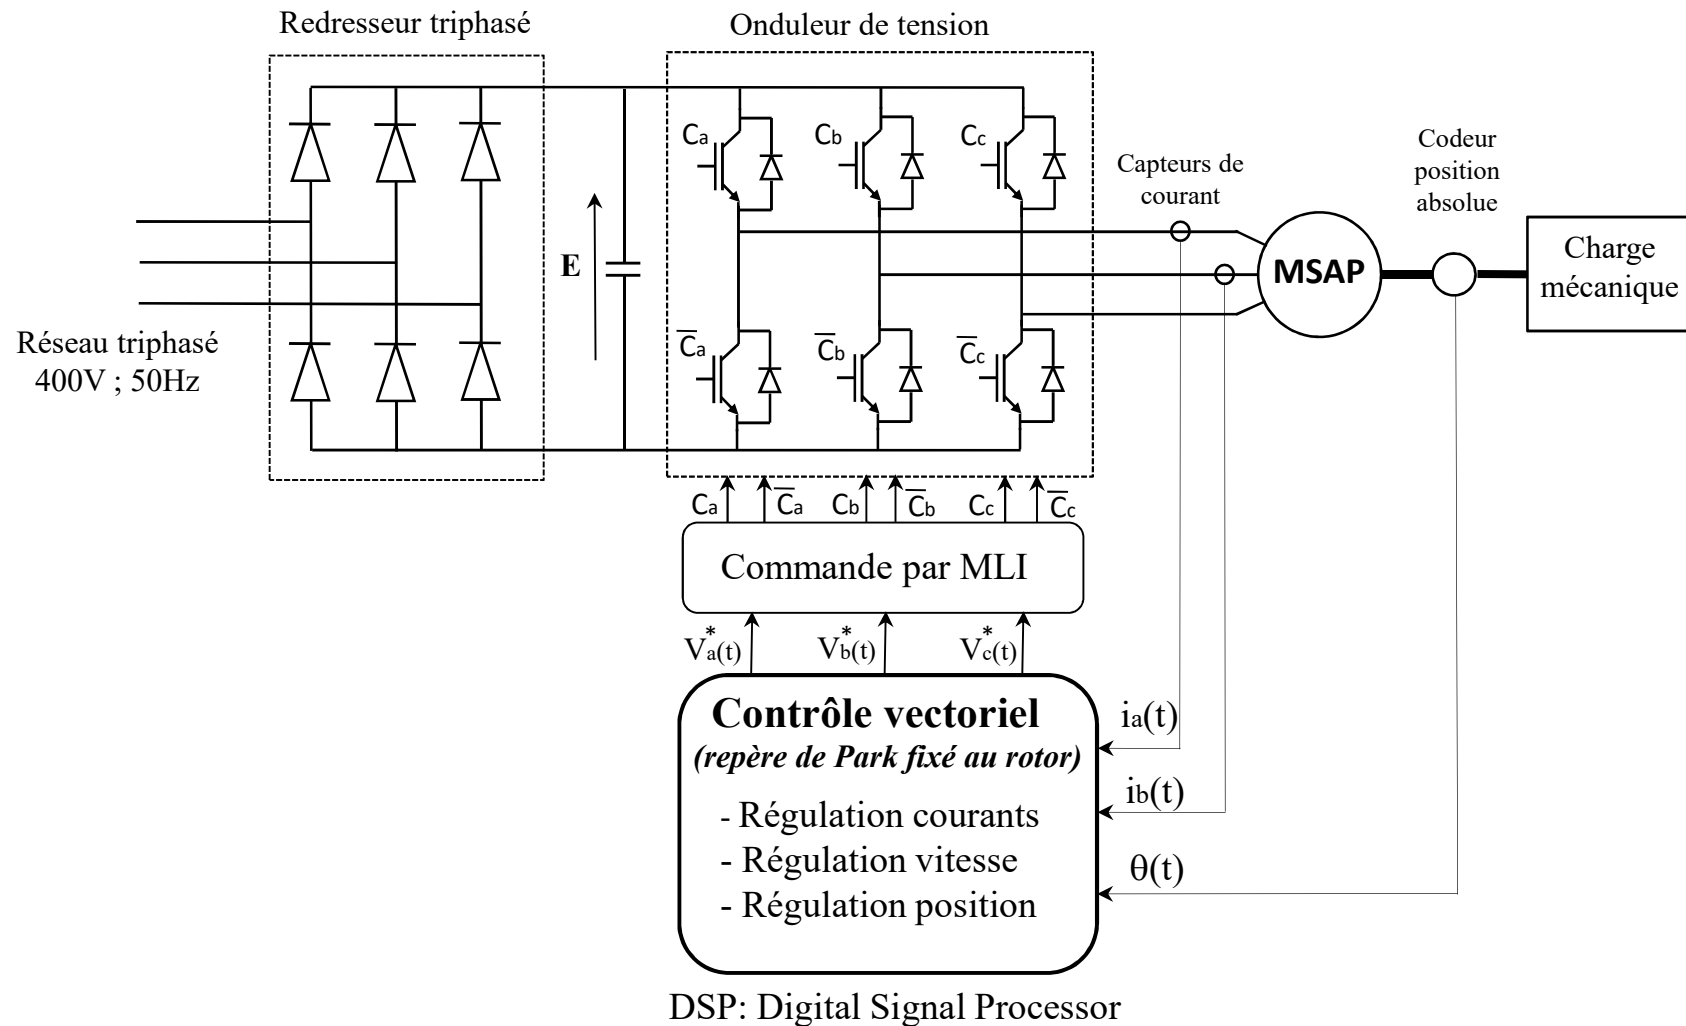 Redresseur triphasé
Onduleur de tension
Ca
Cb
Cc
Codeur
position
absolue
Capteurs de
courant
E
MSAP
Charge
mécanique
Réseau triphasé
400V ; 50Hz
C̅a
C̅b
C̅c
Ca C̅a Cb C̅b Cc C̅c
Commande par MLI
V*a(t) V*b(t) V*c(t)
Contrôle vectoriel
(repère de Park fixé au rotor)
- Régulation courants
- Régulation vitesse
- Régulation position
ia(t)
ib(t)
θ(t)
DSP: Digital Signal Processor